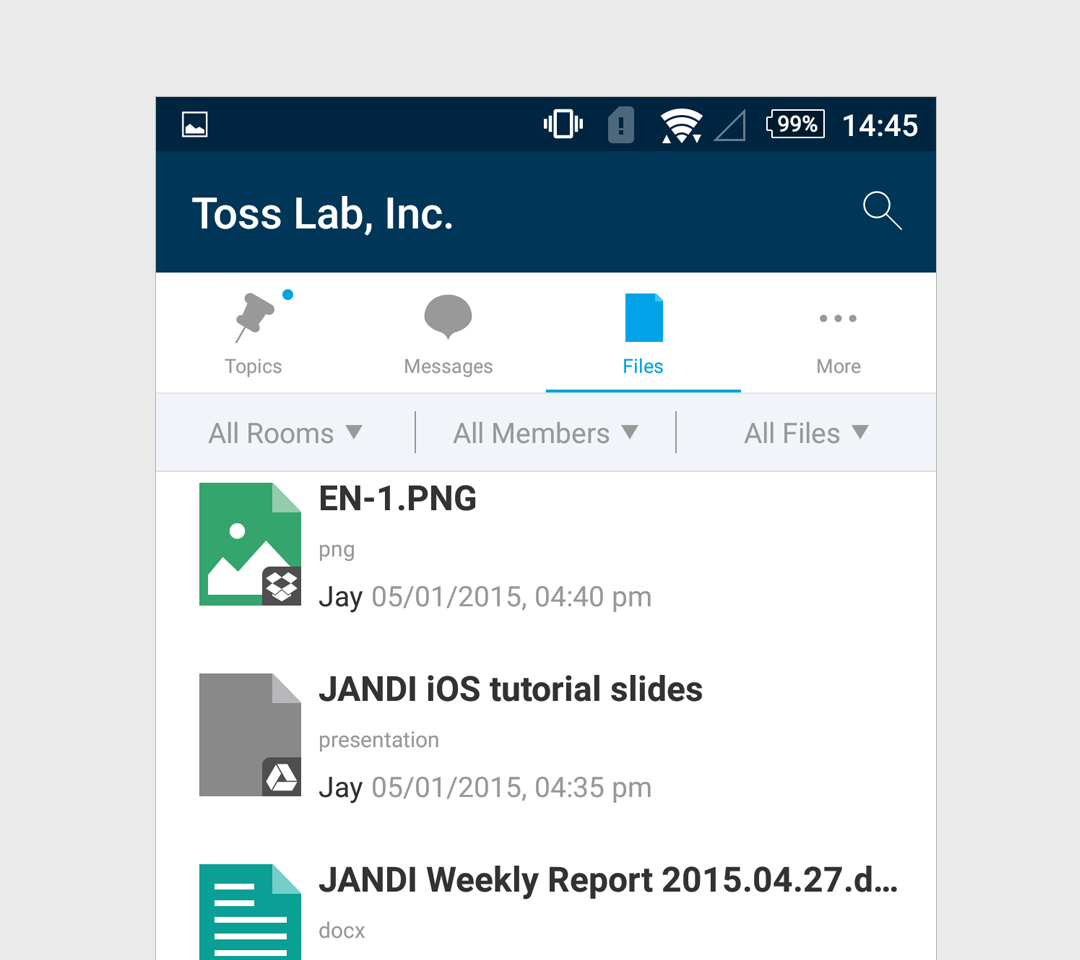 99% 14:45
Toss Lab, Inc.
Topics Messages Files More
All Rooms ▼ All Members ▼ All Files ▼
EN-1.PNG
png
Jay 05/01/2015, 04:40 pm
JANDI iOS tutorial slides
presentation
Jay 05/01/2015, 04:35 pm
JANDI Weekly Report 2015.04.27.d...
docx